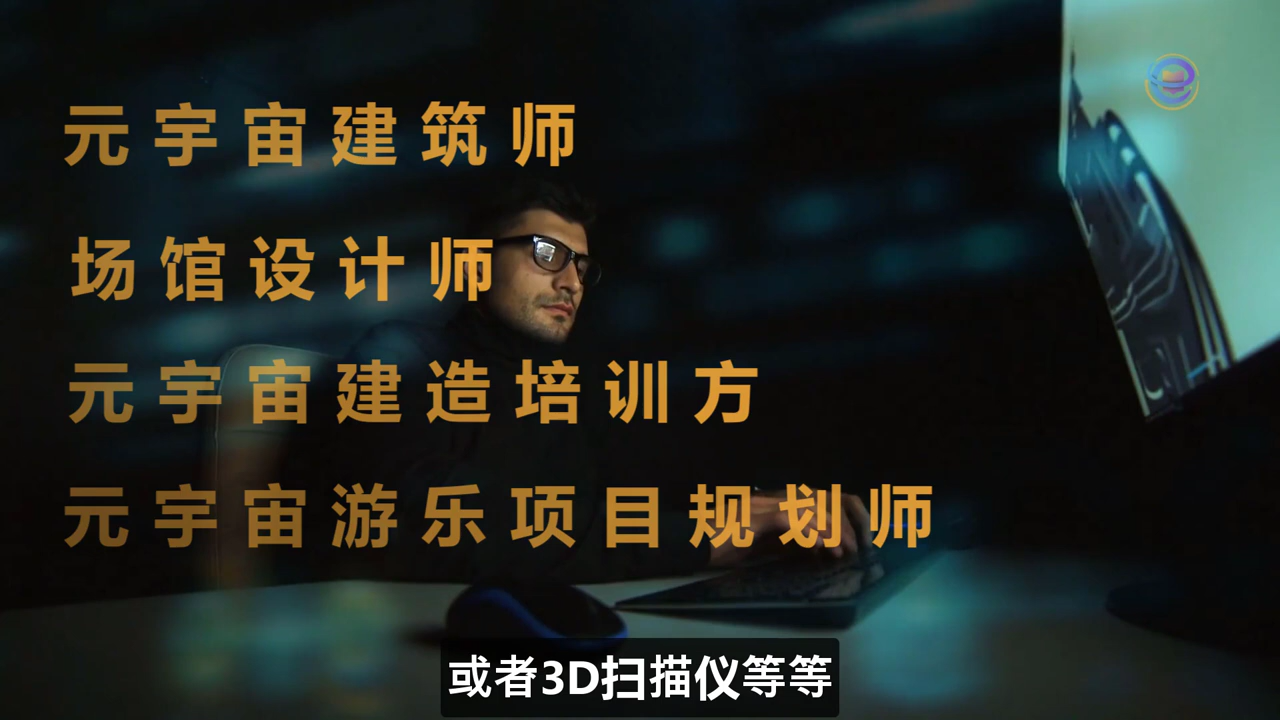 元宇宙建筑师
场馆设计师
元宇宙建造培训方
元宇宙游乐项目规划师
或者3D扫描仪等等